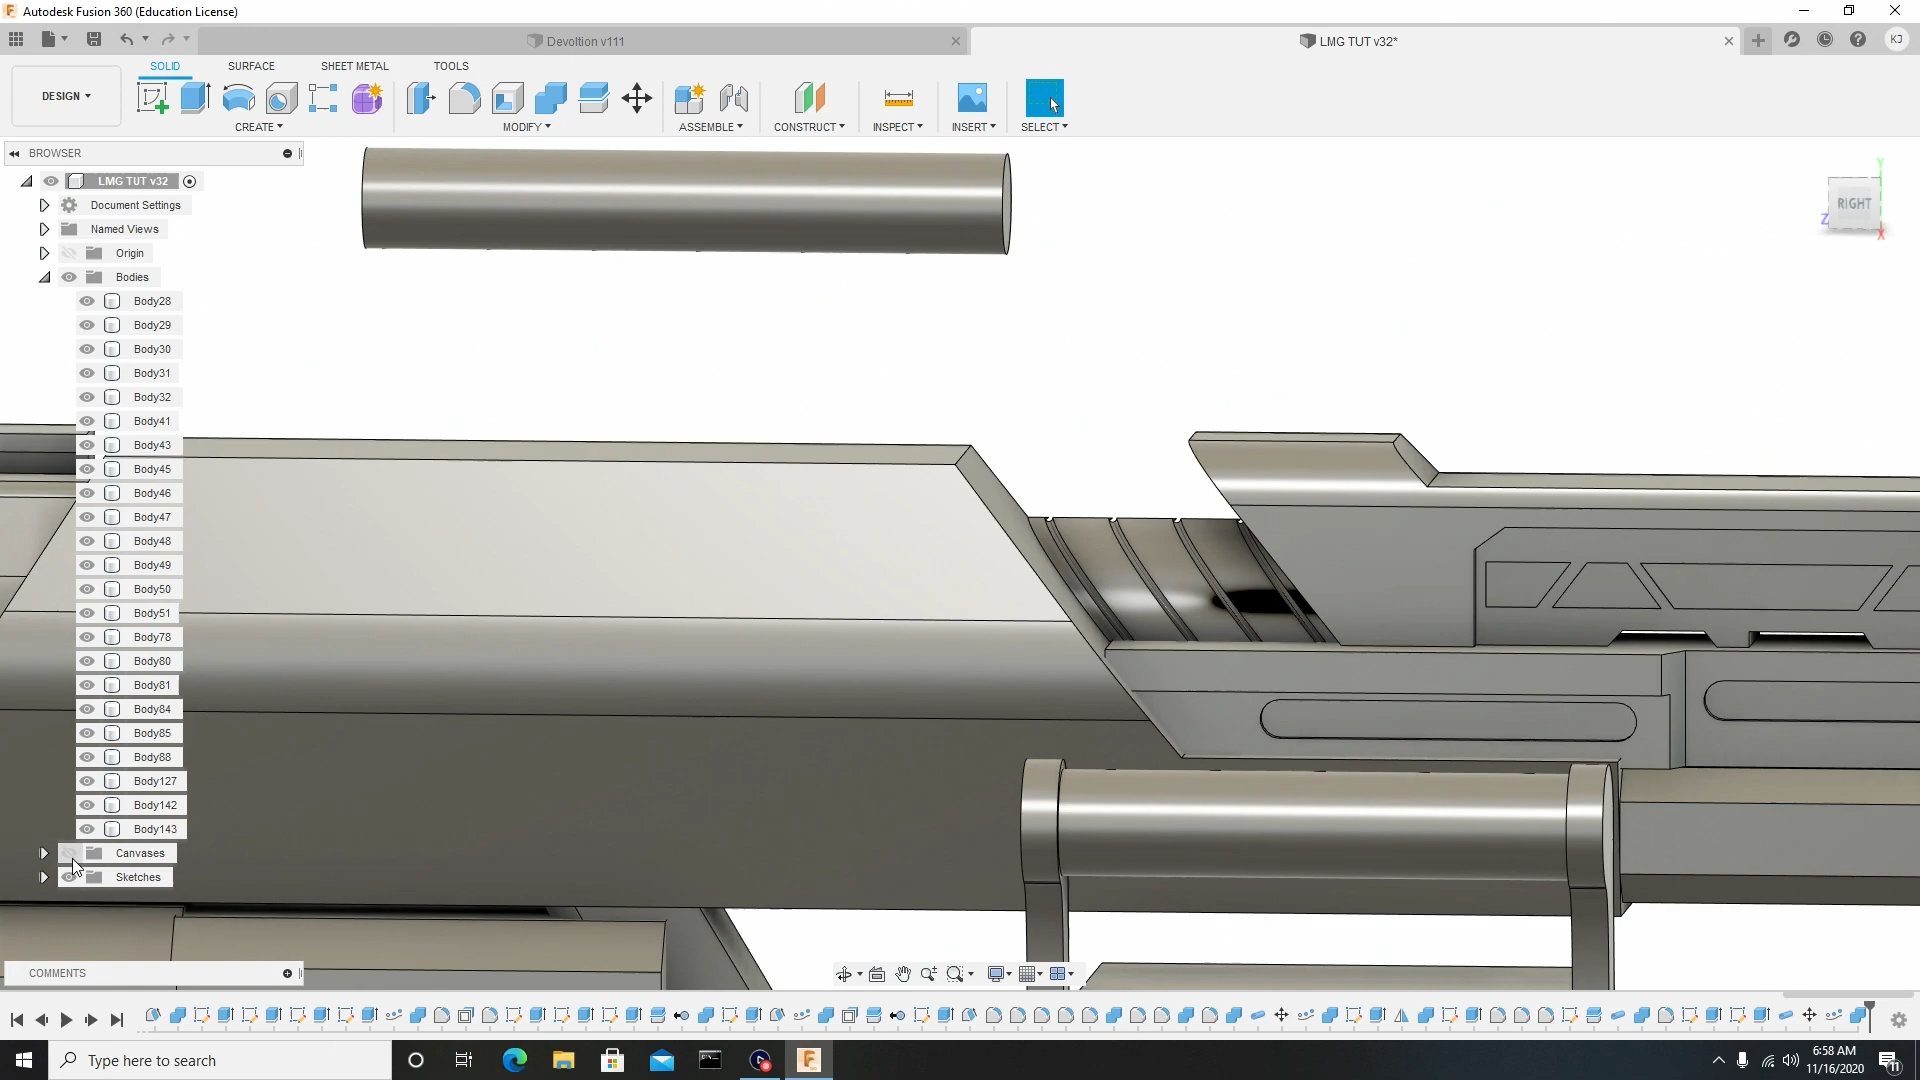 Autodesk Fusion 360 (Education License)
Devoltion v111
LMG TUT v32*
KJ
DESIGN
SOLID
SURFACE
SHEET METAL
TOOLS
CREATE
MODIFY
ASSEMBLE
CONSTRUCT
INSPECT
INSERT
SELECT
BROWSER
LMG TUT v32
Document Settings
Named Views
Origin
Bodies
Body28
Body29
Body30
Body31
Body32
Body41
Body43
Body45
Body46
Body47
Body48
Body49
Body50
Body51
Body78
Body80
Body81
Body84
Body85
Body88
Body127
Body142
Body143
Canvases
Sketches
Y
RIGHT
Z
X
COMMENTS
Type here to search
6:58 AM
11/16/2020
11